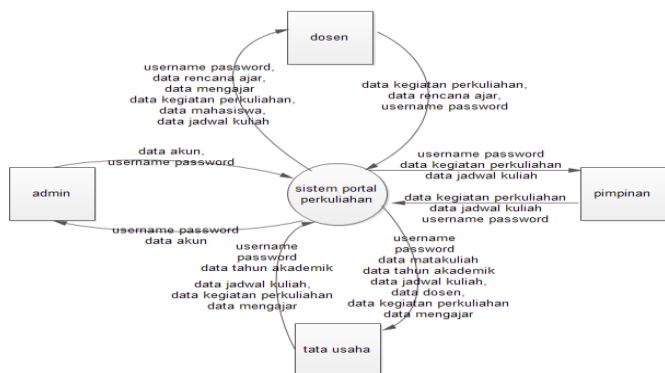 dosen
username password,
data rencana ajar,
data mengajar
data kegiatan perkuliahan,
data mahasiswa,
data jadwal kuliah
data kegiatan perkuliahan,
data rencana ajar,
username password
data akun,
username password
admin
sistem portal
perkuliahan
username password
data kegiatan perkuliahan
data jadwal kuliah
pimpinan
data kegiatan perkuliahan
data jadwal kuliah
username password
username password
data akun
username
password
data tahun akademik
data jadwal kuliah,
data kegiatan perkuliahan
data mengajar
username
password
data matakuliah
data tahun akademik
data jadwal kuliah,
data dosen,
data kegiatan perkuliahan
data mengajar
tata usaha